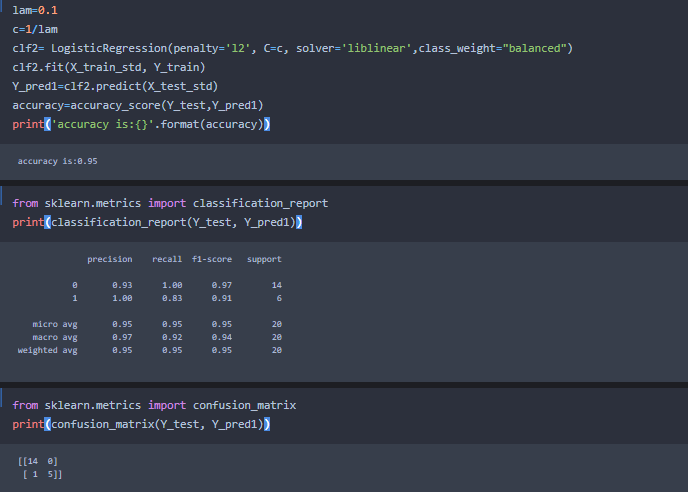 lam=0.1
c=1/lam
clf2= LogisticRegression(penalty='l2', C=c, solver='liblinear',class_weight="balanced")
clf2.fit(X_train_std, Y_train)
Y_pred1=clf2.predict(X_test_std)
accuracy=accuracy_score(Y_test,Y_pred1)
print('accuracy is:{}'.format(accuracy))
accuracy is:0.95
from sklearn.metrics import classification_report
print(classification_report(Y_test, Y_pred1))
precision recall f1-score support
0 0.93 1.00 0.97 14
1 1.00 0.83 0.91 6
micro avg 0.95 0.95 0.95 20
macro avg 0.97 0.92 0.94 20
weighted avg 0.95 0.95 0.95 20
from sklearn.metrics import confusion_matrix
print(confusion_matrix(Y_test, Y_pred1))
[[14 0]
[ 1 5]]